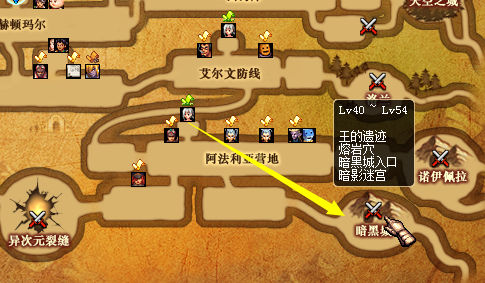 天空之城
赫顿玛尔
艾尔文防线
Lv40 ~ Lv54
王的遗迹
熔岩穴
暗黑城入口
暗影迷宫
阿法利亚营地
诺伊佩拉
异次元裂缝
暗黑城